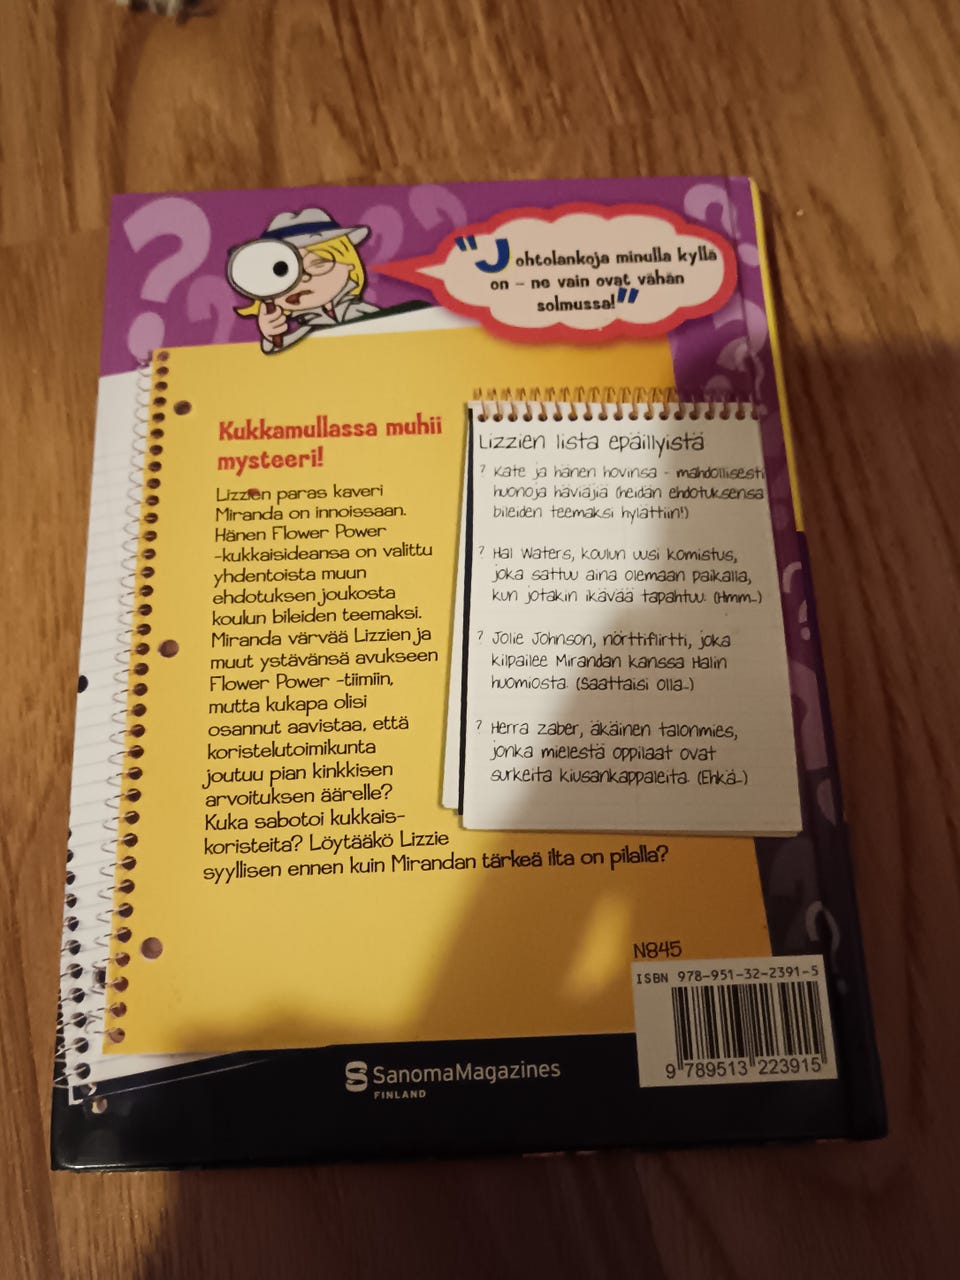 "Johtolankoja minulla kyllä
on – ne vain ovat vähän
solmussa!"
Kukkamullassa muhii
mysteeri!
Lizzien paras kaveri
Miranda on innoissaan.
Hänen Flower Power
-kukkaisideansa on valittu
yhdentoista muun
ehdotuksen joukosta
koulun bileiden teemaksi.
Miranda värvää Lizzien ja
muut ystävänsä avukseen
Flower Power -tiimiin,
mutta kukapa olisi
osannut aavistaa, että
koristelutoimikunta
joutuu pian kinkkisen
arvoituksen äärelle?
Kuka sabotoi kukkais-
koristeita? Löytääkö Lizzie
syyllisen ennen kuin Mirandan tärkeä ilta on pilalla?
Lizzien lista epäillyistä
? Kate ja hänen hovinsa - mahdollisesti
huonoja häviäjiä (heidän ehdotuksensa
bileiden teemaksi hylättiin!)
? Hal Waters, koulun uusi komistus,
joka sattuu aina olemaan paikalla,
kun jotakin ikävää tapahtuu. (Hmm...)
? Jolie Johnson, nörttiflirtti, joka
kilpailee Mirandan kanssa Halin
huomiosta. (Saattaisi olla...)
? Herra Zaber, äkäinen talonmies,
jonka mielestä oppilaat ovat
surkeita kiusankappaleita. (Ehkä...)
N845
ISBN 978-951-32-2391-5
9 789513 223915
SanomaMagazines
FINLAND